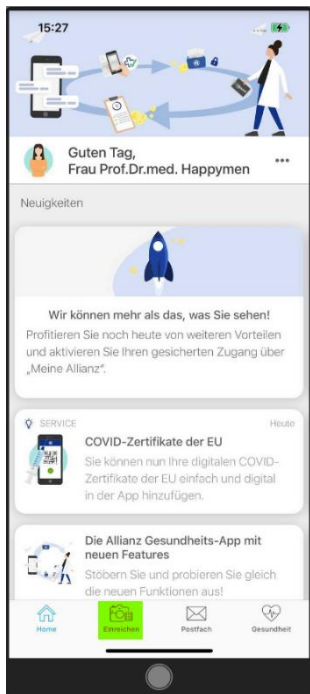 15:27
Guten Tag,
Frau Prof.Dr.med. Happymen
Neuigkeiten
Wir können mehr als das, was Sie sehen!
Profitieren Sie noch heute von weiteren Vorteilen
und aktivieren Sie Ihren gesicherten Zugang über
„Meine Allianz“.
SERVICE
Heute
COVID-Zertifikate der EU
Sie können nun Ihre digitalen COVID-
Zertifikate der EU einfach und digital
in der App hinzufügen.
Die Allianz Gesundheits-App mit
neuen Features
Stöbern Sie und probieren Sie gleich
die neuen Funktionen aus!
Home
Einreichen
Postfach
Gesundheit